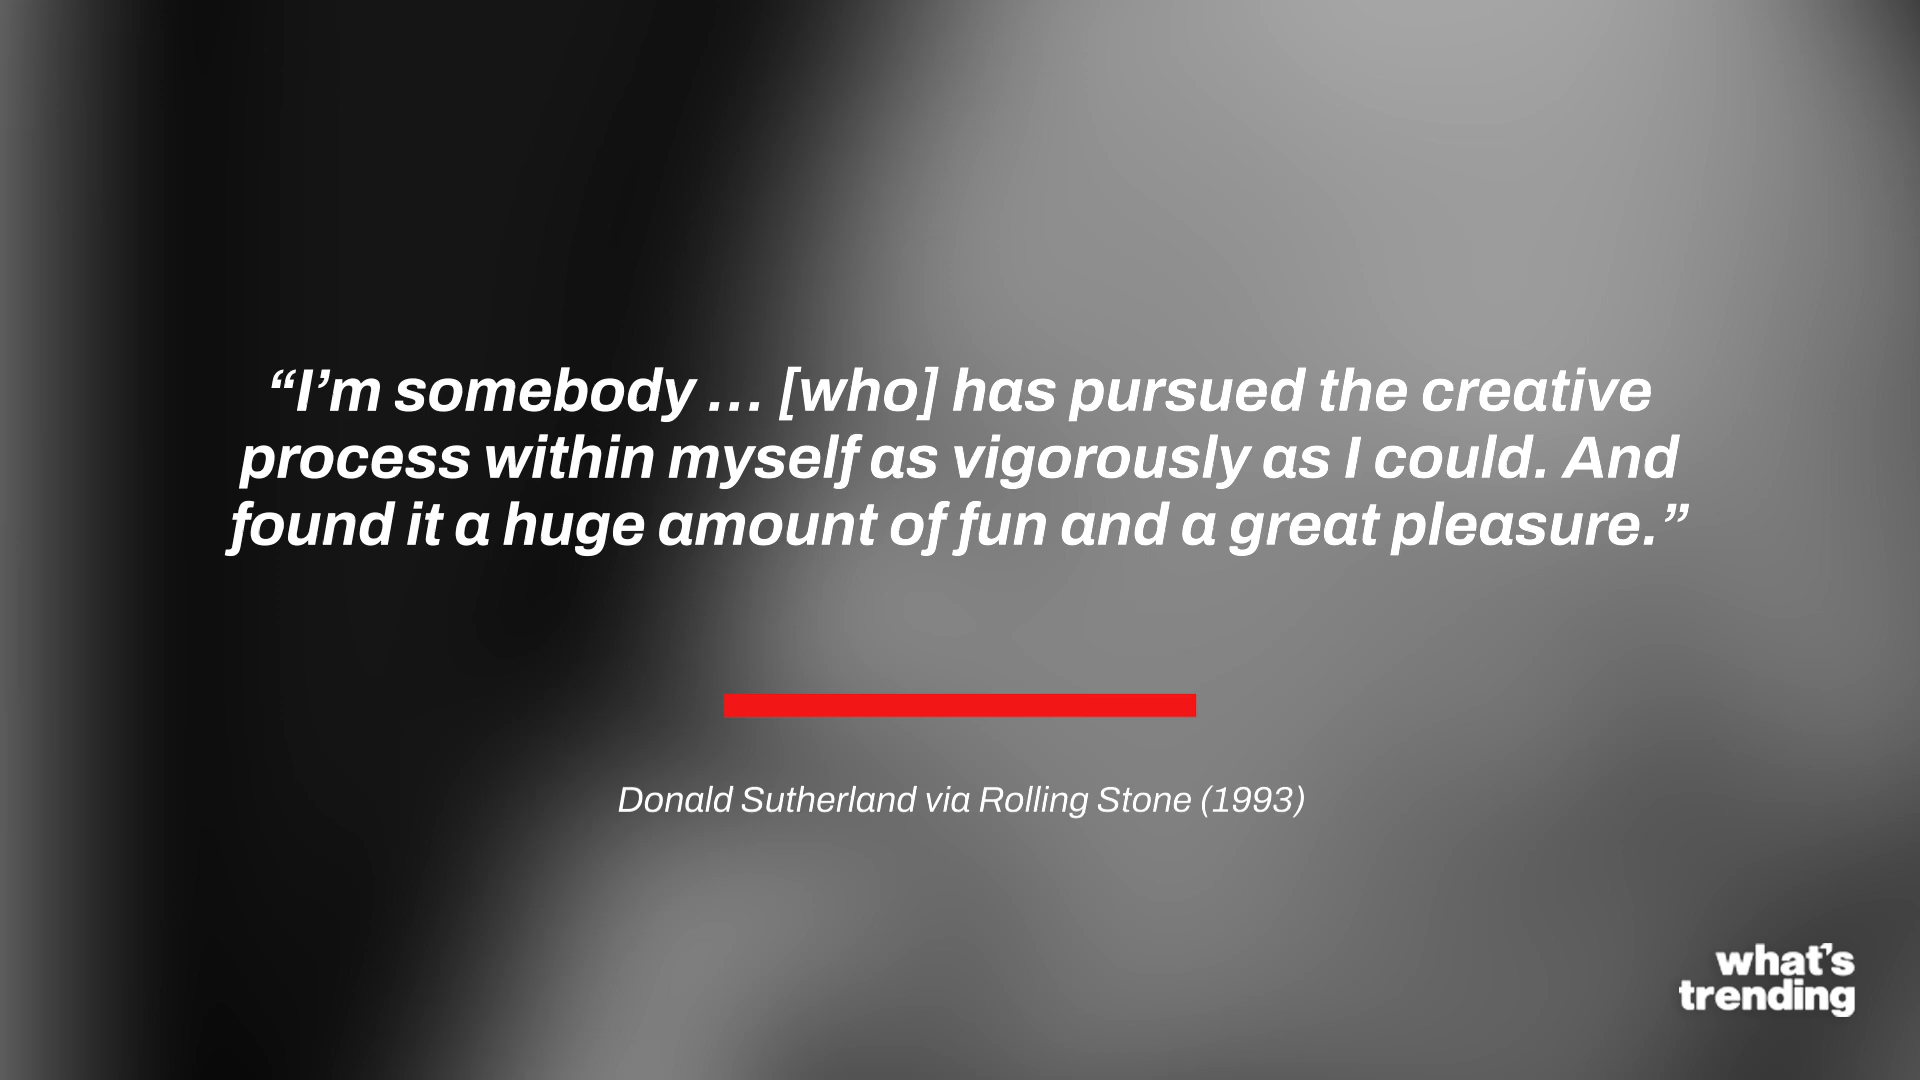 “I’m somebody … [who] has pursued the creative
process within myself as vigorously as I could. And
found it a huge amount of fun and a great pleasure.”
Donald Sutherland via Rolling Stone (1993)
what’s
trending